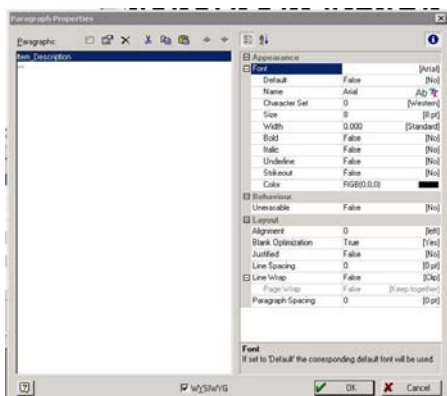 Paragraph Properties
Paragraphs:
Item_Description
...
Appearance
Font [Arial]
Default False [No]
Name Arial Ab
Character Set 0 [Western]
Size 8 [8 pt]
Width 0.000 [Standard]
Bold False [No]
Italic False [No]
Underline False [No]
Strikeout False [No]
Color RGB(0,0,0)
Behaviour
Unerasable False [No]
Layout
Alignment 0 [left]
Blank Optimization True [Yes]
Justified False [No]
Line Spacing 0 [0 pt]
Line Wrap False [Clip]
Page Wrap False [Keep together]
Paragraph Spacing 0 [0 pt]
Font
If set to 'Default' the corresponding default font will be used.
WYSIWYG
OK
Cancel